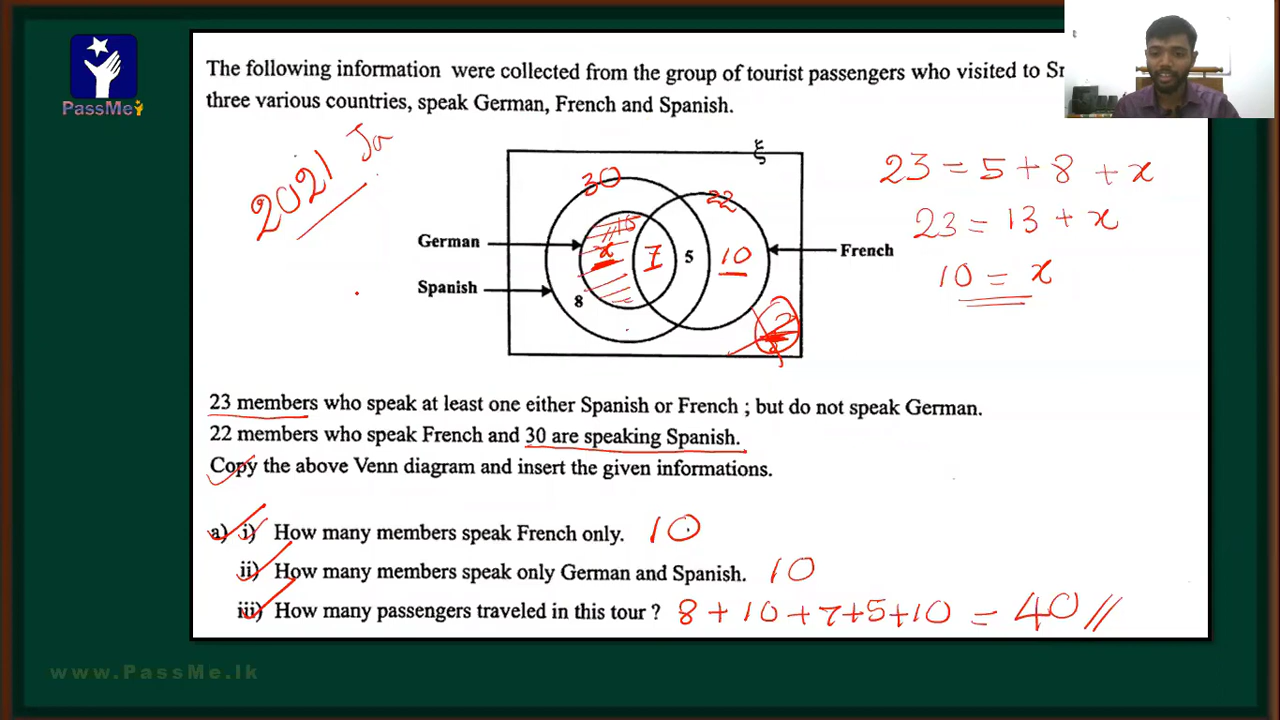 PassMe
The following information were collected from the group of tourist passengers who visited to
three various countries, speak German, French and Spanish.
2021
ξ
30
22
German
Spanish
French
x
7
5
10
8
23 = 5 + 8 + x
23 = 13 + x
10 = x
23 members who speak at least one either Spanish or French ; but do not speak German.
22 members who speak French and 30 are speaking Spanish.
Copy the above Venn diagram and insert the given informations.
a) i) How many members speak French only. 10
ii) How many members speak only German and Spanish. 10
iii) How many passengers traveled in this tour ? 8 + 10 + 7 + 5 + 10 = 40 //
www.PassMe.lk